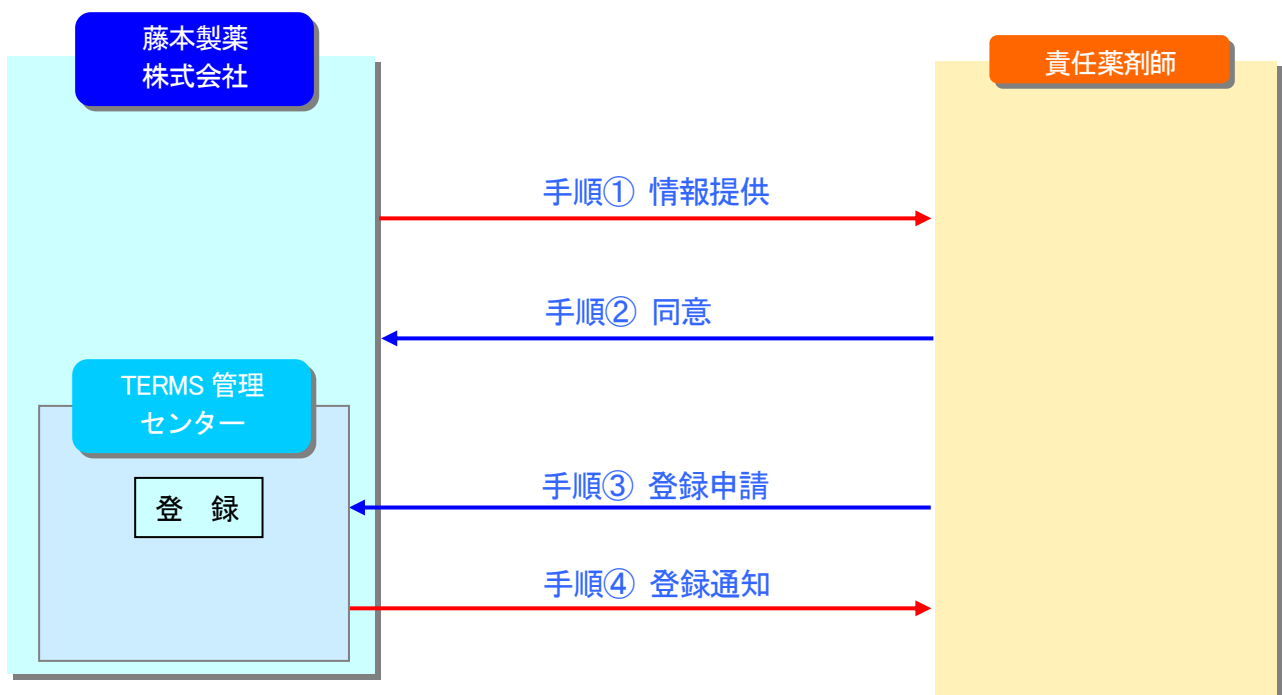 藤本製薬
株式会社
責任薬剤師
手順① 情報提供
手順② 同意
TERMS 管理
センター
手順③ 登録申請
登　録
手順④ 登録通知